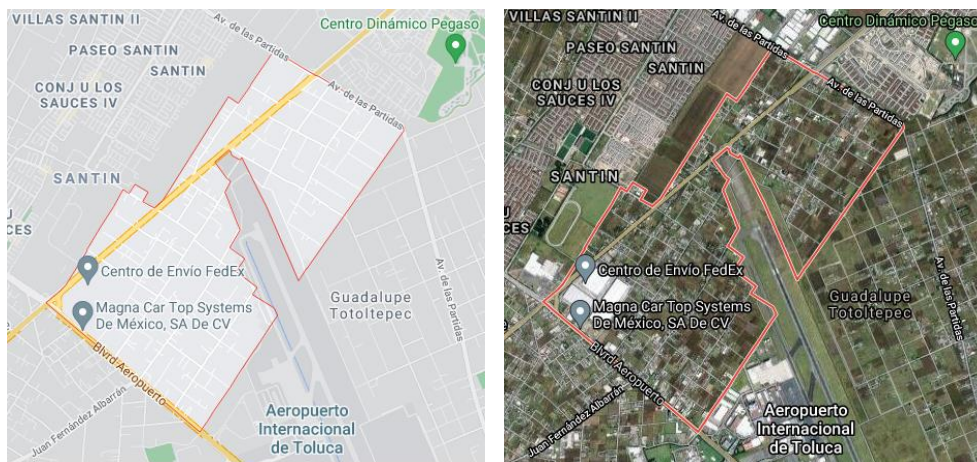 VILLAS SANTIN II
Centro Dinámico Pegaso
Av. de las Partidas
PASEO SANTIN
SANTIN
CONJ U LOS
SAUCES IV
Av. de las Partidas
SANTIN
U
CES
Centro de Envío FedEx
Magna Car Top Systems
De México, SA De CV
Guadalupe
Totoltepec
Av. de las Partidas
Blvrd Aeropuerto
Juan Fernández Albarrán
Aeropuerto
Internacional
de Toluca
VILLAS SANTIN II
Centro Dinámico Pegaso
Av. de las Partidas
PASEO SANTIN
SANTIN
CONJ U LOS
SAUCES IV
Av. de las Partidas
SANTIN
U
CES
Centro de Envío FedEx
Magna Car Top Systems
De México, SA De CV
Guadalupe
Totoltepec
Av. de las Partidas
Blvrd Aeropuerto
Juan Fernández Albarrán
Aeropuerto
Internacional
de Toluca